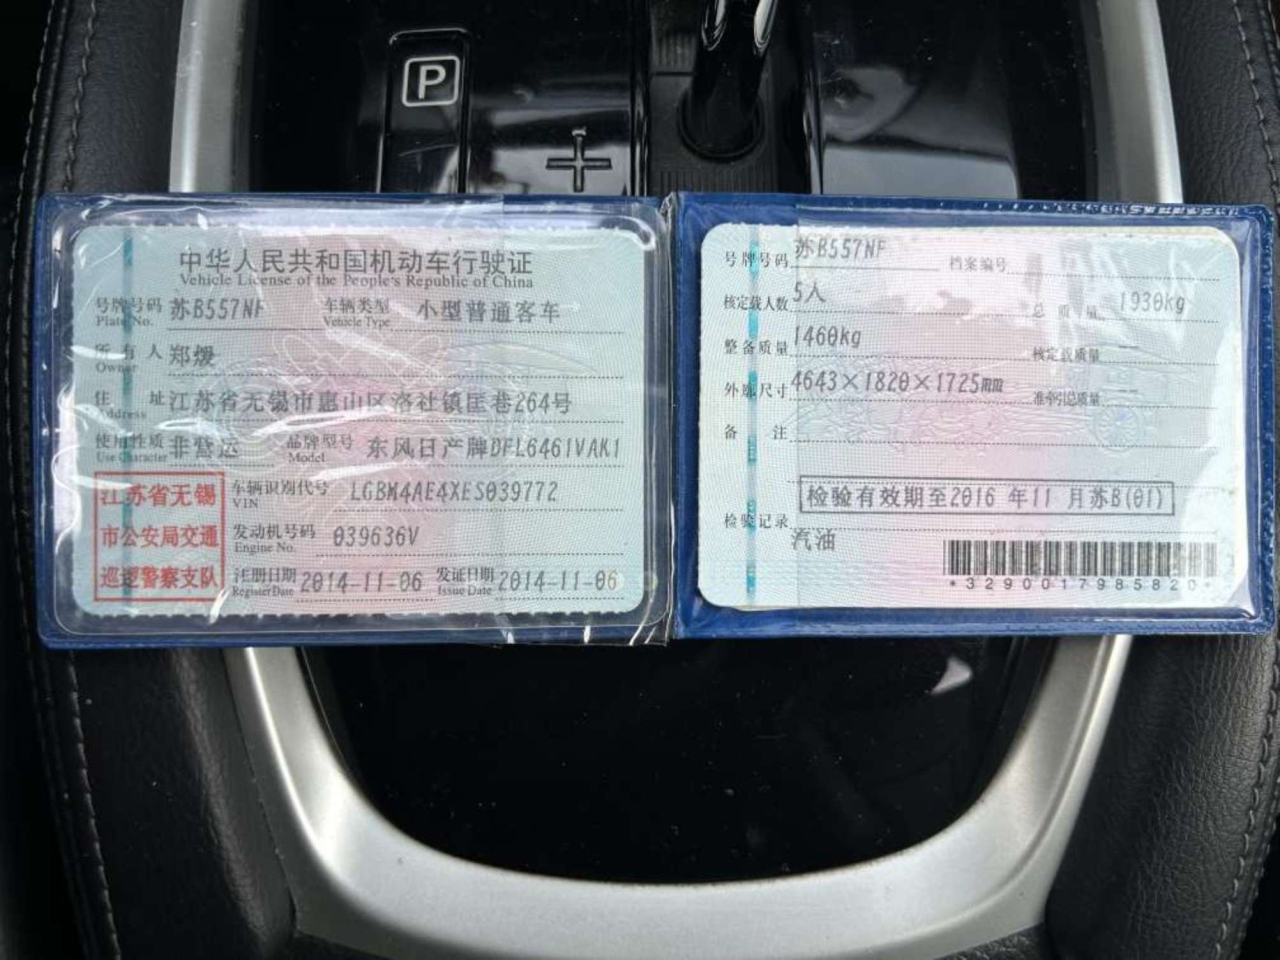 P
+
中华人民共和国机动车行驶证
Vehicle License of the People's Republic of China
号牌号码 苏B557NF 车辆类型 小型普通客车
Plate No. Vehicle Type
所有人 郑煖
Owner
住址 江苏省无锡市惠山区洛社镇匡巷264号
Address
使用性质 非营运 品牌型号 东风日产牌DFL6461VAK1
Use Character Model
江苏省无锡
市公安局交通
巡逻警察支队
车辆识别代号 LGBM4AE4XES039772
VIN
发动机号码 039636V
Engine No.
注册日期 2014-11-06 发证日期 2014-11-06
Register Date Issue Date
号牌号码 苏B557NF 档案编号
核定载人数 5人 总质量 1930kg
整备质量 1460kg 核定载质量 —
外廓尺寸 4643×1820×1725mm 准牵引总质量 —
备注
检验有效期至2016 年11 月苏B(01)
检验记录
汽油
*3290017985820*